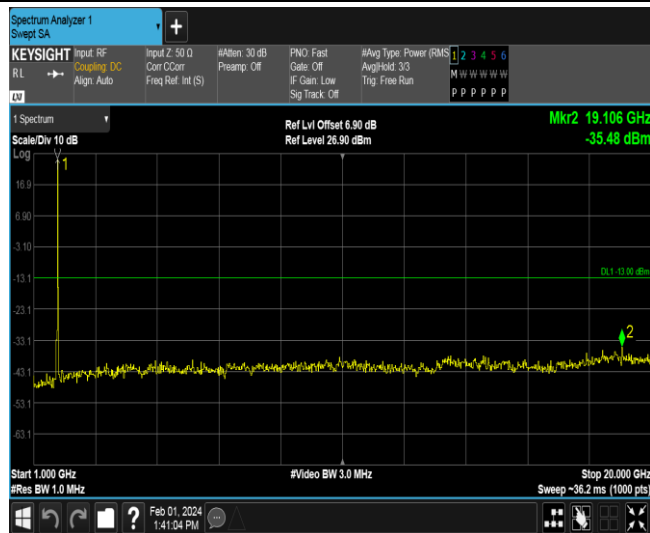 Spectrum Analyzer 1
Swept SA
+
KEYSIGHT
RL
LXI
Input: RF
Coupling: DC
Align: Auto
Input Z: 50 Ω
Corr CCorr
Freq Ref: Int (S)
#Atten: 30 dB
Preamp: Off
PNO: Fast
Gate: Off
IF Gain: Low
Sig Track: Off
#Avg Type: Power (RMS
Avg|Hold: 3/3
Trig: Free Run
1 2 3 4 5 6
M W W W W W
P P P P P P
1 Spectrum
Scale/Div 10 dB
Log
Ref Lvl Offset 6.90 dB
Ref Level 26.90 dBm
Mkr2 19.106 GHz
-35.48 dBm
1
16.9
6.90
-3.10
DL1 -13.00 dBm
-13.1
-23.1
2
-33.1
-43.1
-53.1
-63.1
Start 1.000 GHz
#Res BW 1.0 MHz
#Video BW 3.0 MHz
Stop 20.000 GHz
Sweep ~36.2 ms (1000 pts)
?
Feb 01, 2024
1:41:04 PM